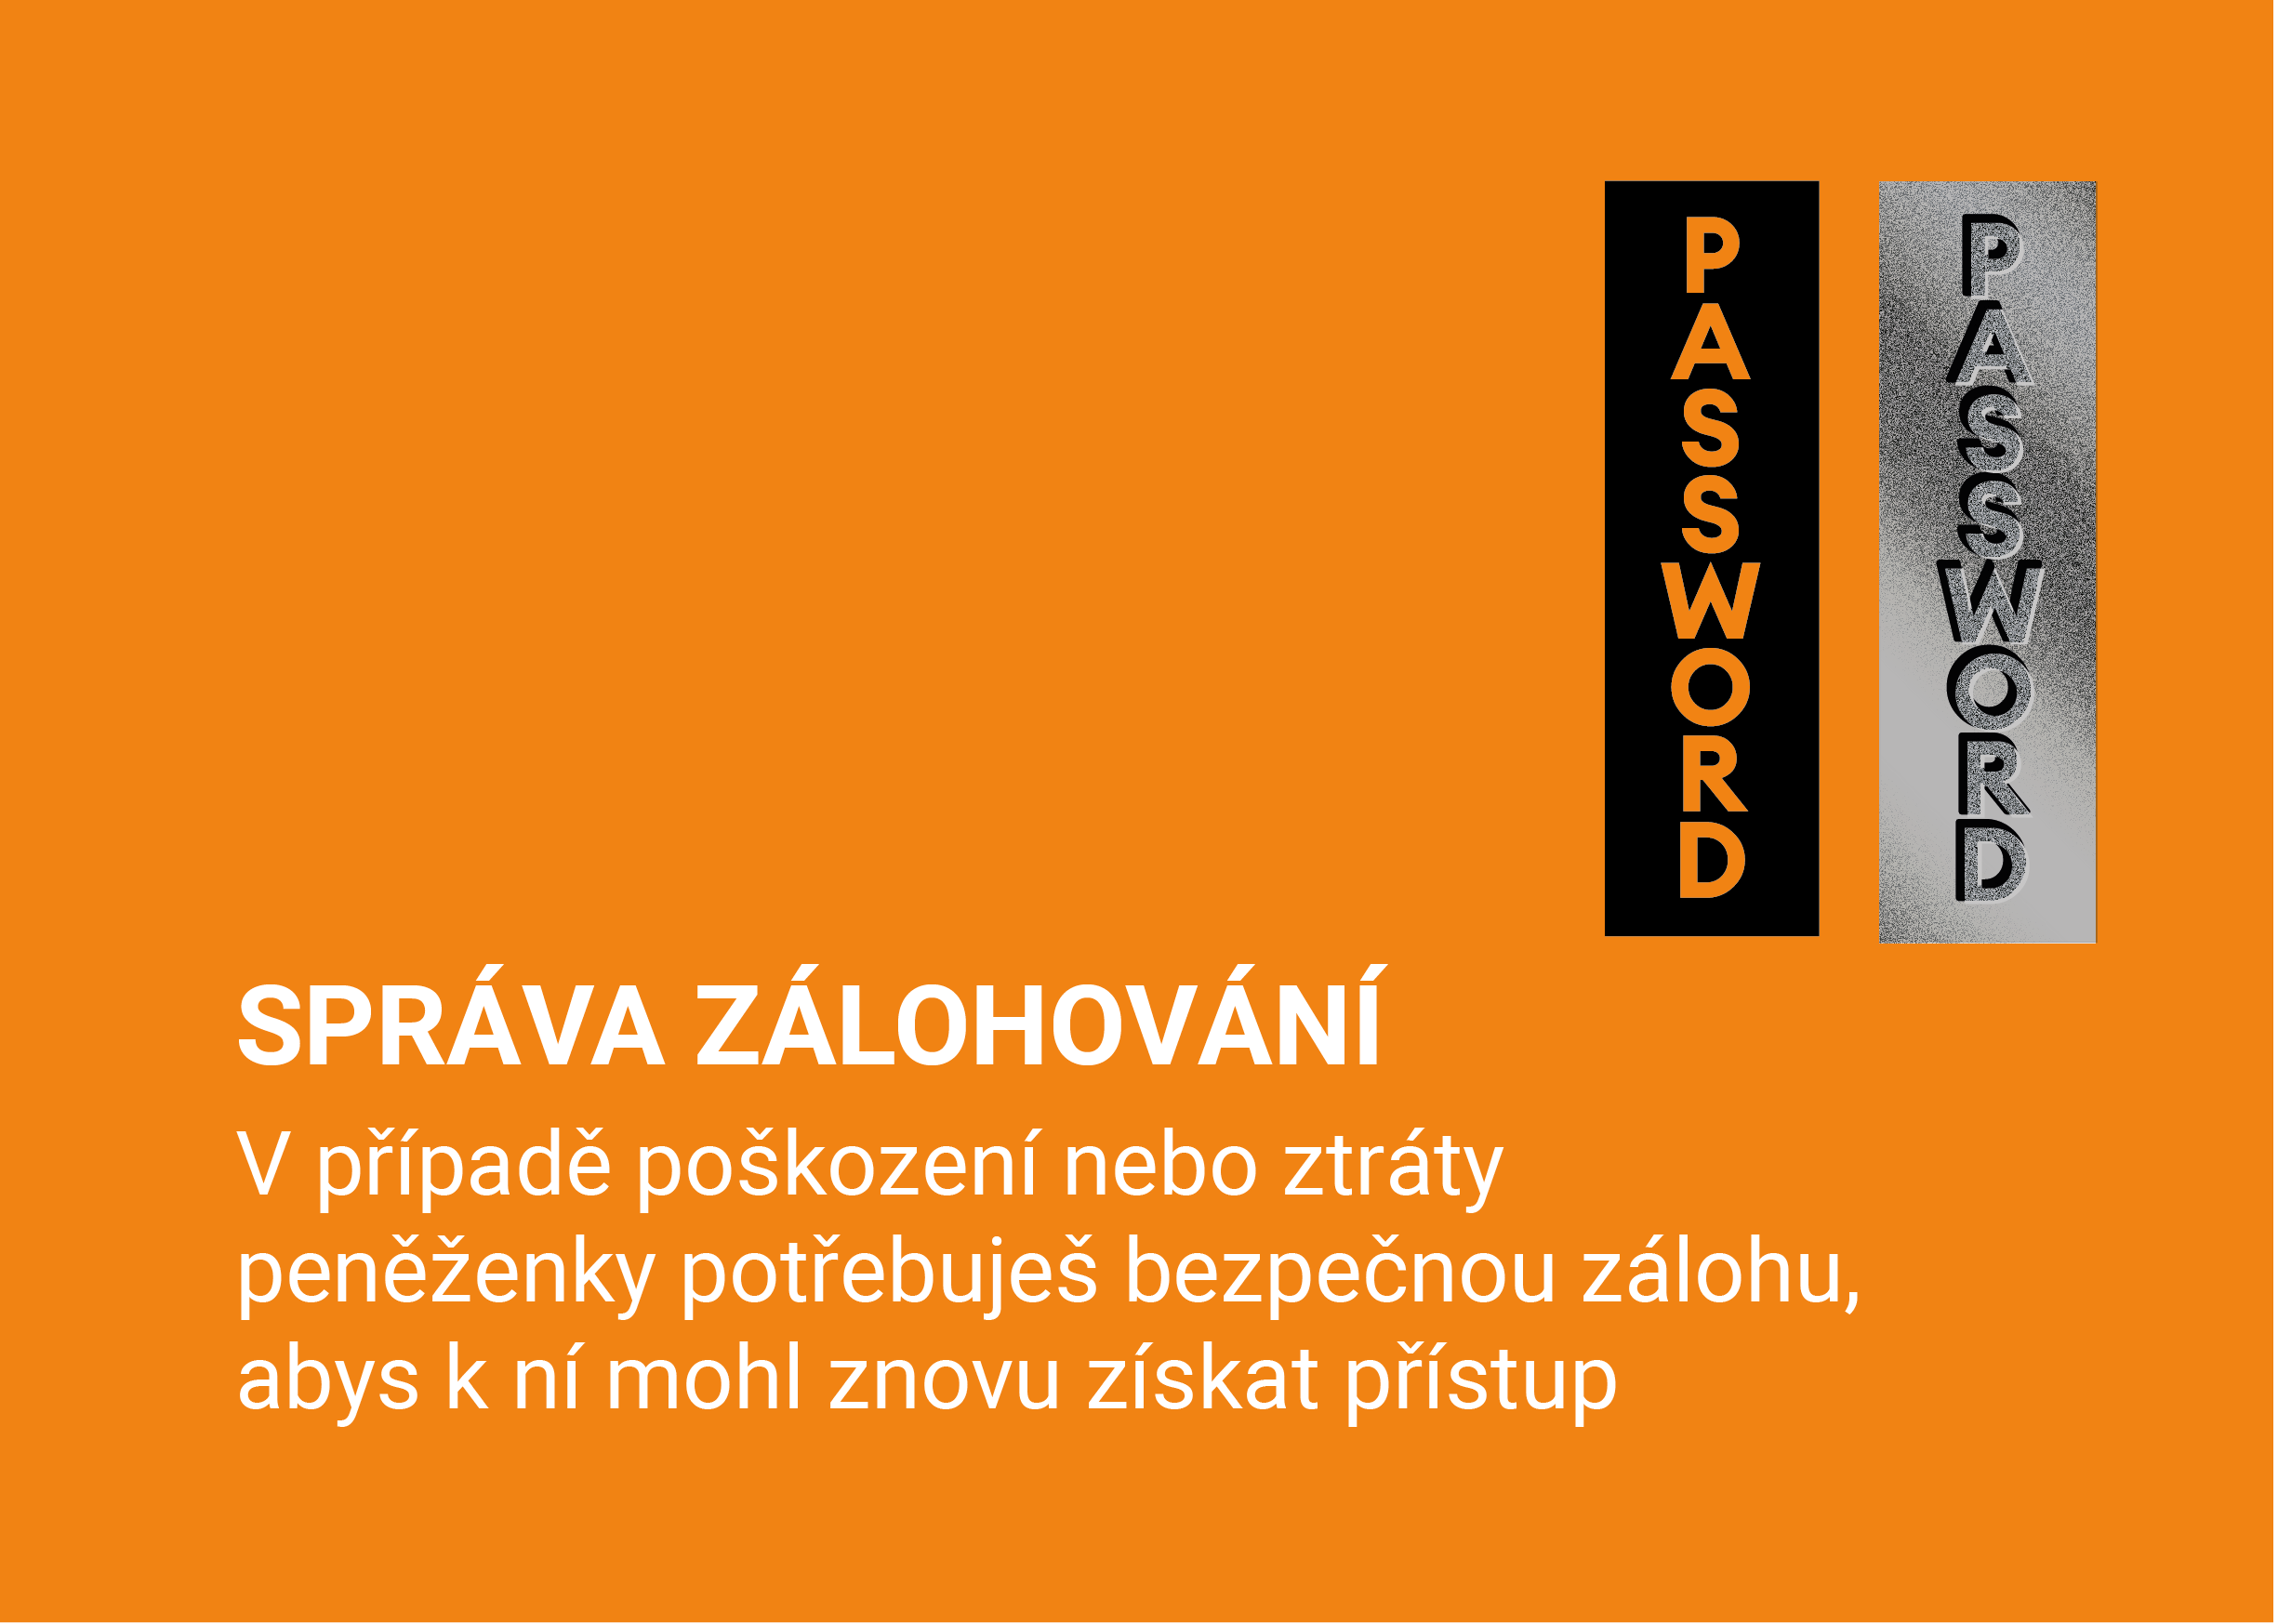 PASSWORD
PASSWORD
SPRÁVA ZÁLOHOVÁNÍ
V případě poškození nebo ztráty
peněženky potřebuješ bezpečnou zálohu,
abys k ní mohl znovu získat přístup